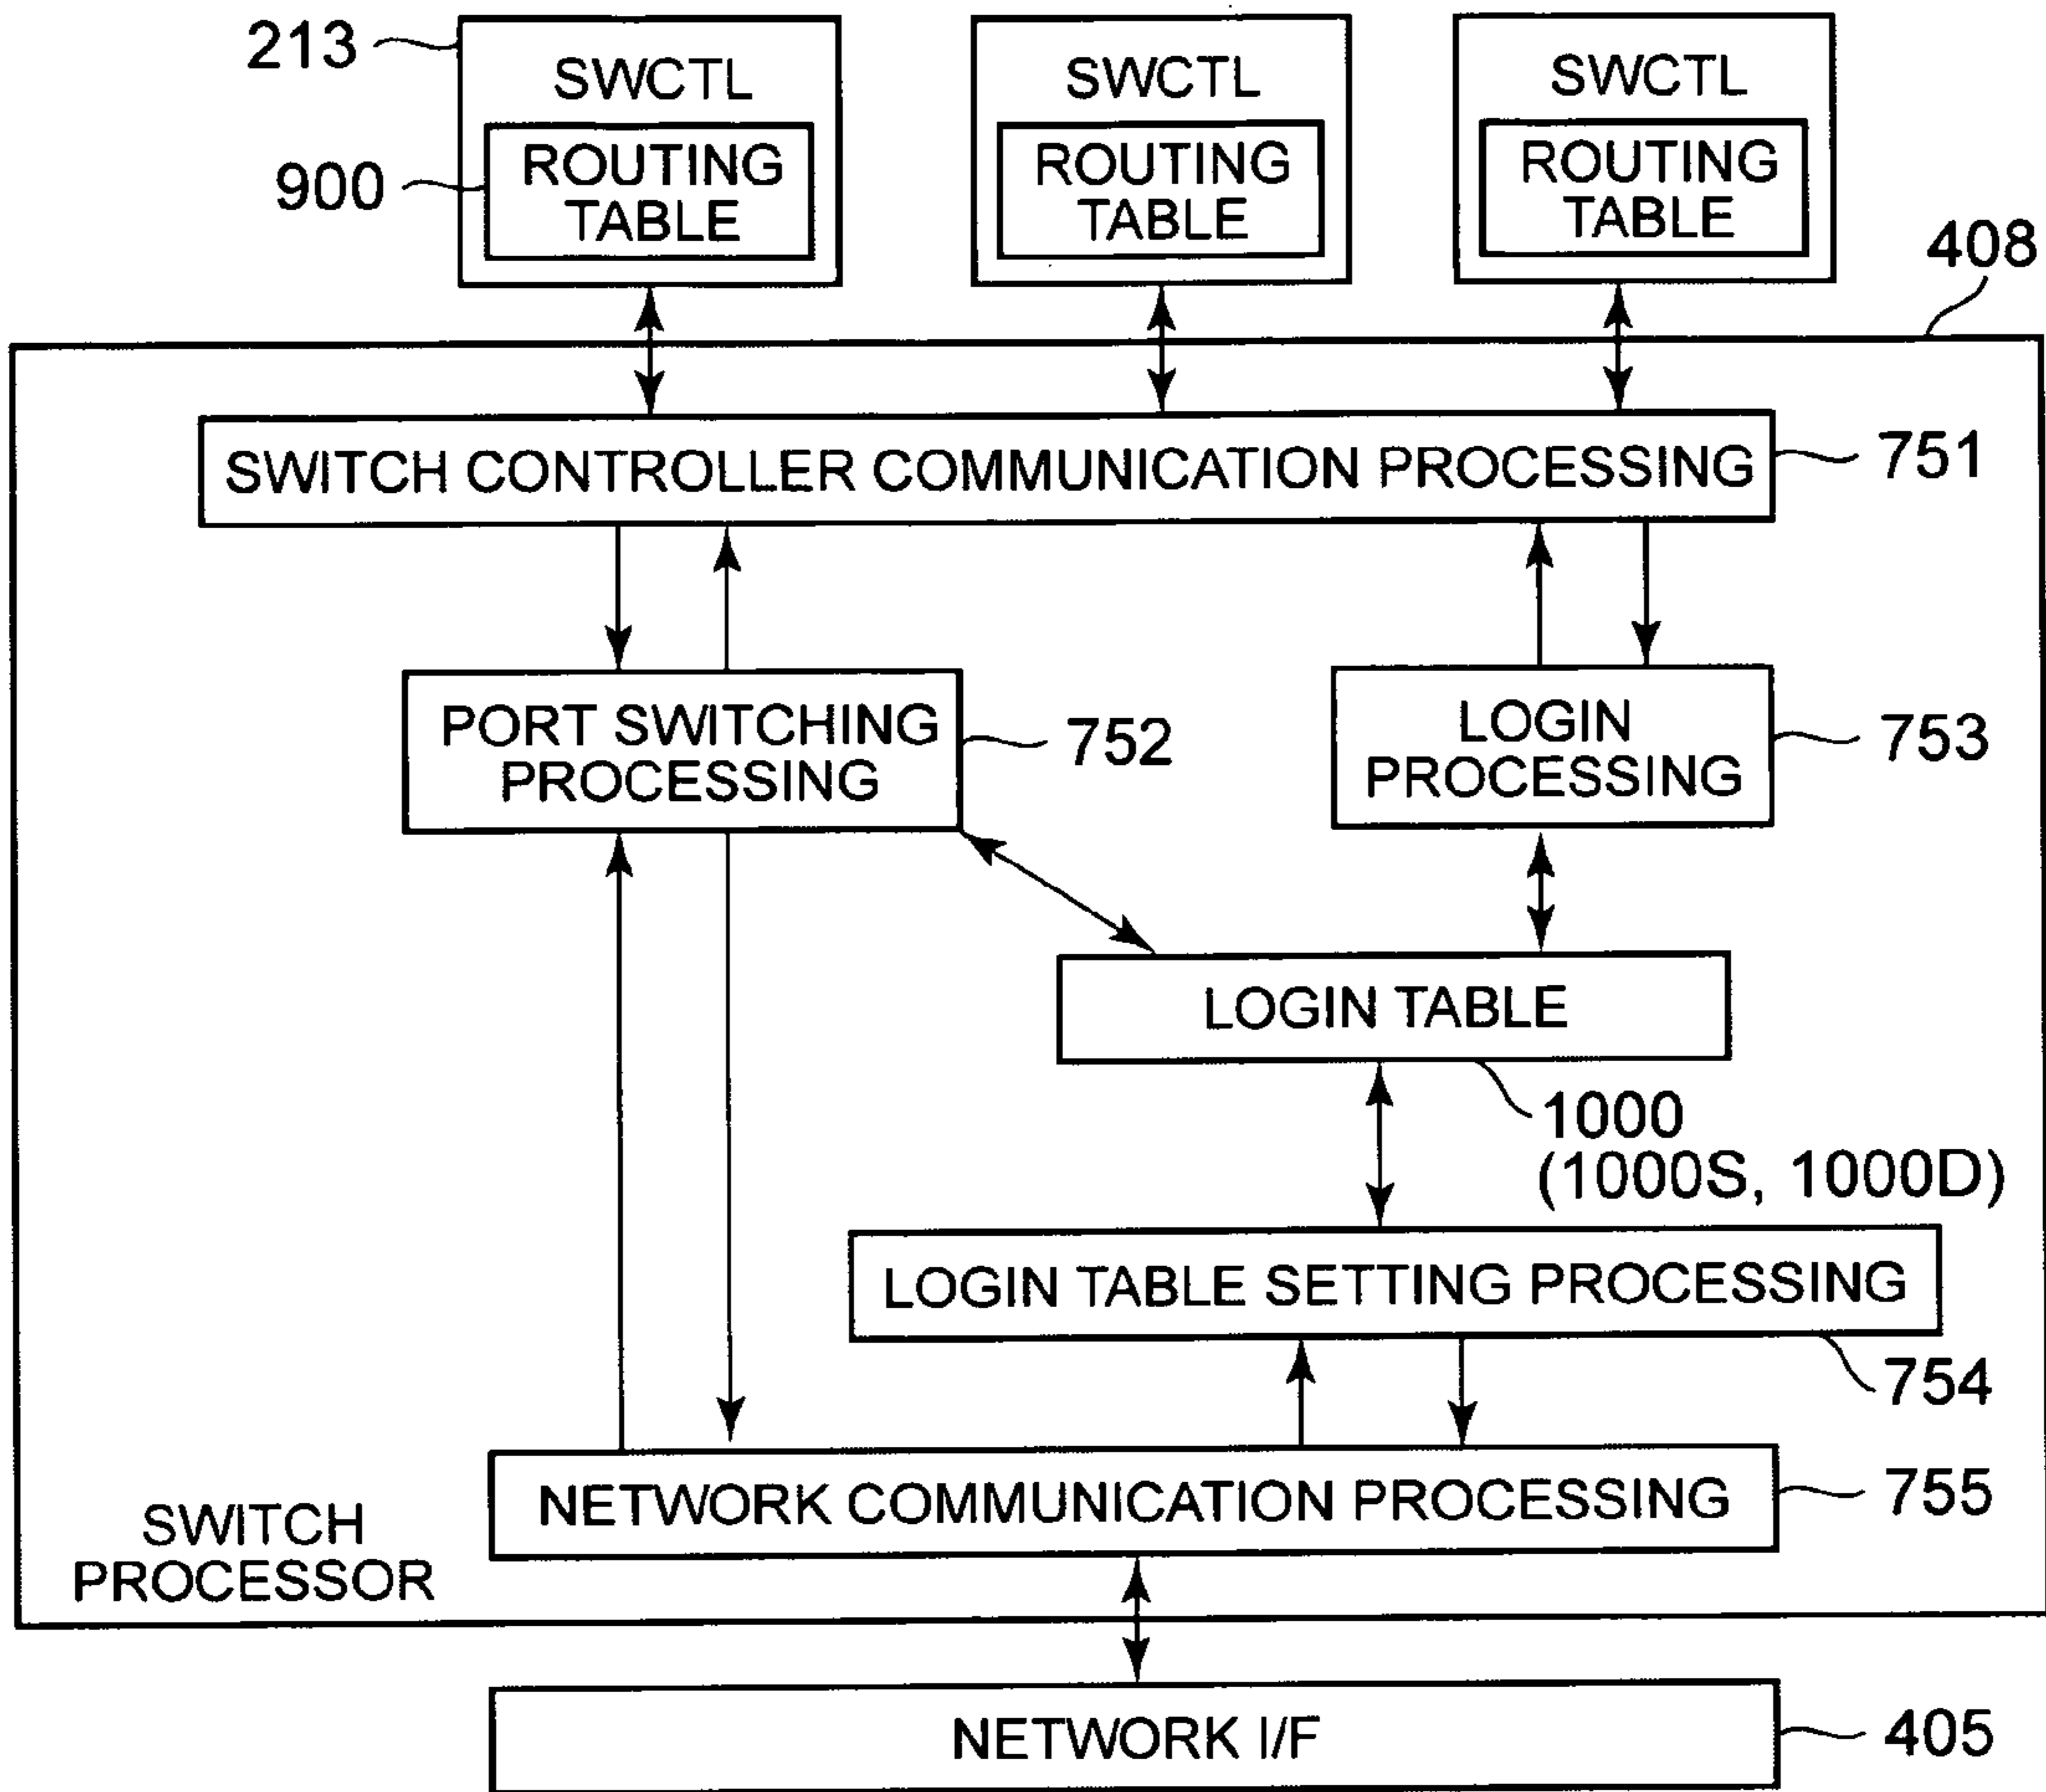 213
SWCTL
ROUTING
TABLE
900
SWCTL
ROUTING
TABLE
SWCTL
ROUTING
TABLE
408
SWITCH CONTROLLER COMMUNICATION PROCESSING
751
PORT SWITCHING
PROCESSING
752
LOGIN
PROCESSING
753
LOGIN TABLE
1000
(1000S, 1000D)
LOGIN TABLE SETTING PROCESSING
754
NETWORK COMMUNICATION PROCESSING
755
SWITCH
PROCESSOR
NETWORK I/F
405